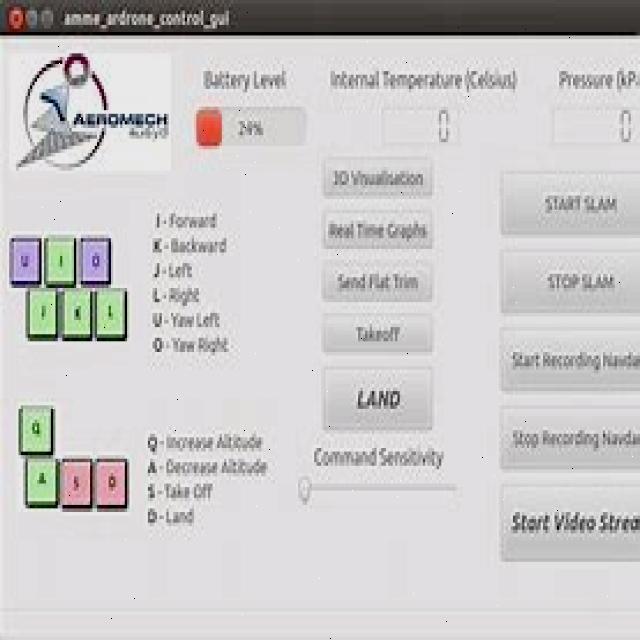 amme_ardrone_control_gui
Battery Level
Internal Temperature (Celsius)
Pressure (kP
AEROMECH
24%
0
0
3D Visualisation
START SLAM
I - Forward
Real Time Graphs
K - Backward
U I O
J - Left
Send Flat Trim
STOP SLAM
L - Right
J K L
U - Yaw Left
Takeoff
O - Yaw Right
Start Recording Navda
LAND
Q
Q - Increase Altitude
Stop Recording Navda
Command Sensitivity
A - Decrease Altitude
A S D
S - Take Off
D - Land
Start Video Strea